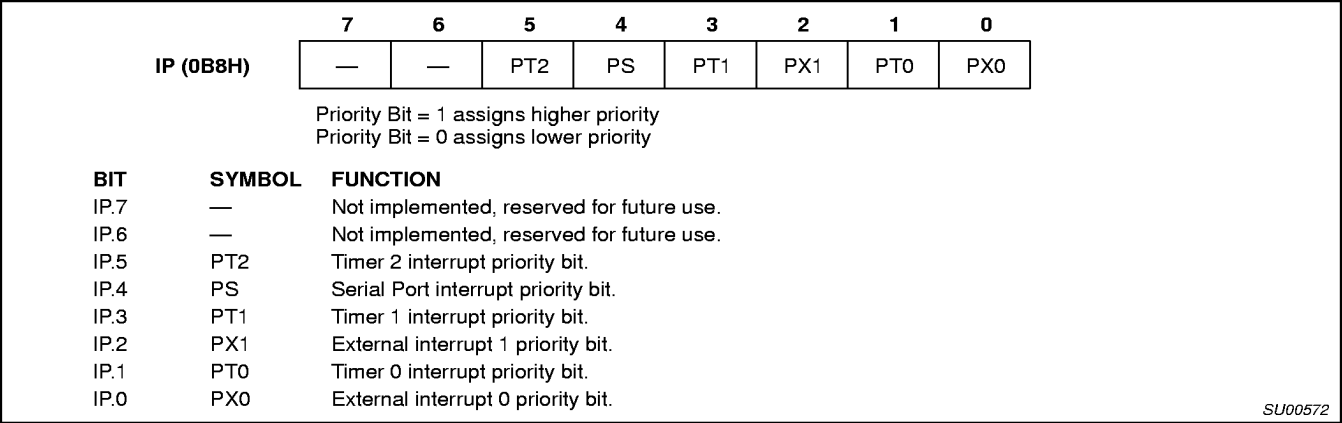 7 6 5 4 3 2 1 0
IP (0B8H) — — PT2 PS PT1 PX1 PT0 PX0
Priority Bit = 1 assigns higher priority
Priority Bit = 0 assigns lower priority
BIT SYMBOL FUNCTION
IP.7 — Not implemented, reserved for future use.
IP.6 — Not implemented, reserved for future use.
IP.5 PT2 Timer 2 interrupt priority bit.
IP.4 PS Serial Port interrupt priority bit.
IP.3 PT1 Timer 1 interrupt priority bit.
IP.2 PX1 External interrupt 1 priority bit.
IP.1 PT0 Timer 0 interrupt priority bit.
IP.0 PX0 External interrupt 0 priority bit.
SU00572